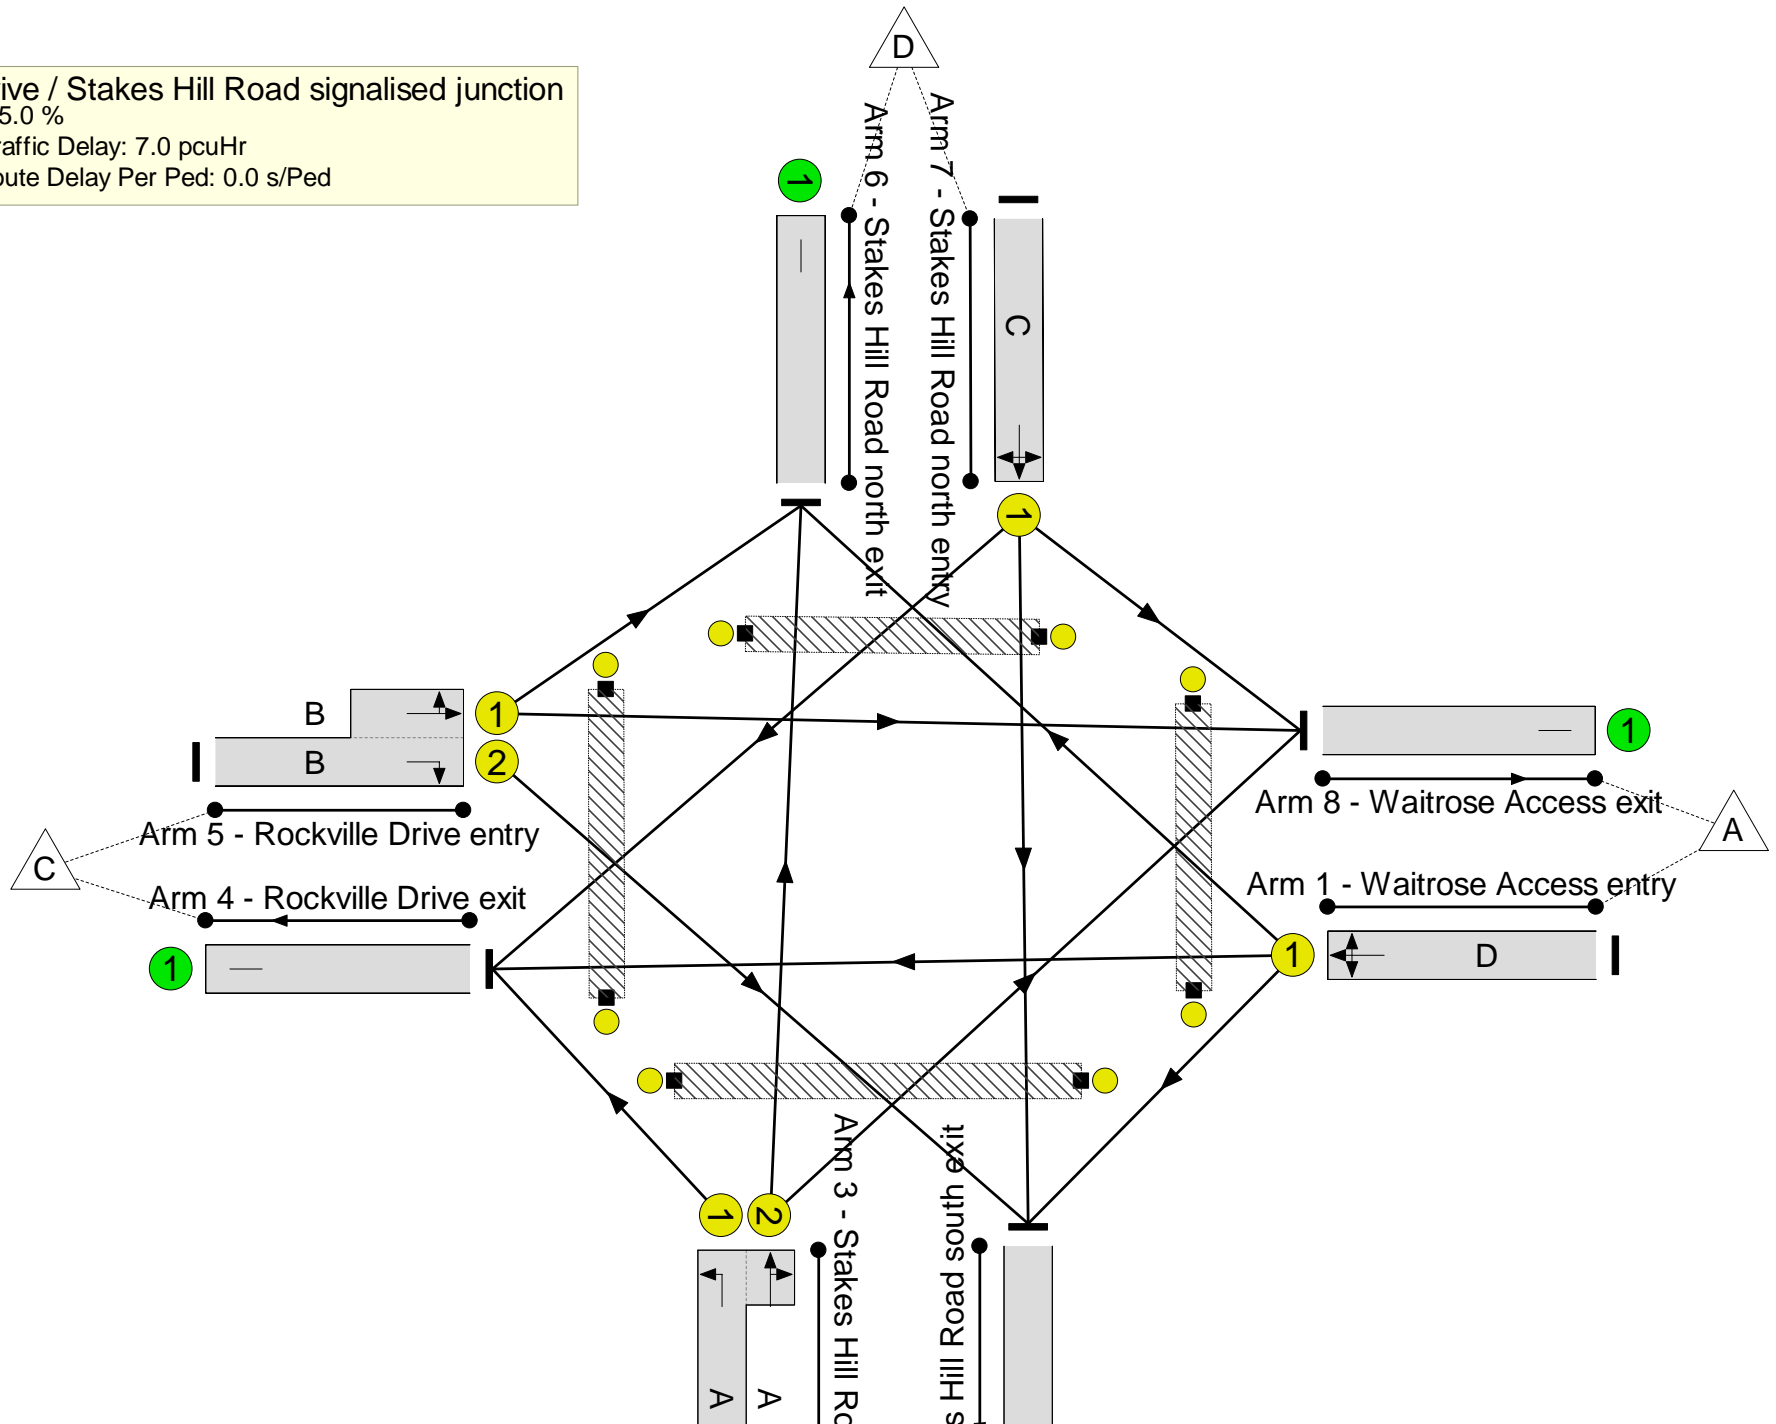 D
rive / Stakes Hill Road signalised junction
5.0 %
raffic Delay: 7.0 pcuHr
oute Delay Per Ped: 0.0 s/Ped
1
Arm 6 - Stakes Hill Road north exit
Arm 7 - Stakes Hill Road north entry
C
1
B
B
1
2
Arm 5 - Rockville Drive entry
C
Arm 4 - Rockville Drive exit
1
1
Arm 8 - Waitrose Access exit
A
Arm 1 - Waitrose Access entry
1
D
1
2
Arm 3 - Stakes Hill Ro
s Hill Road south exit
A
A